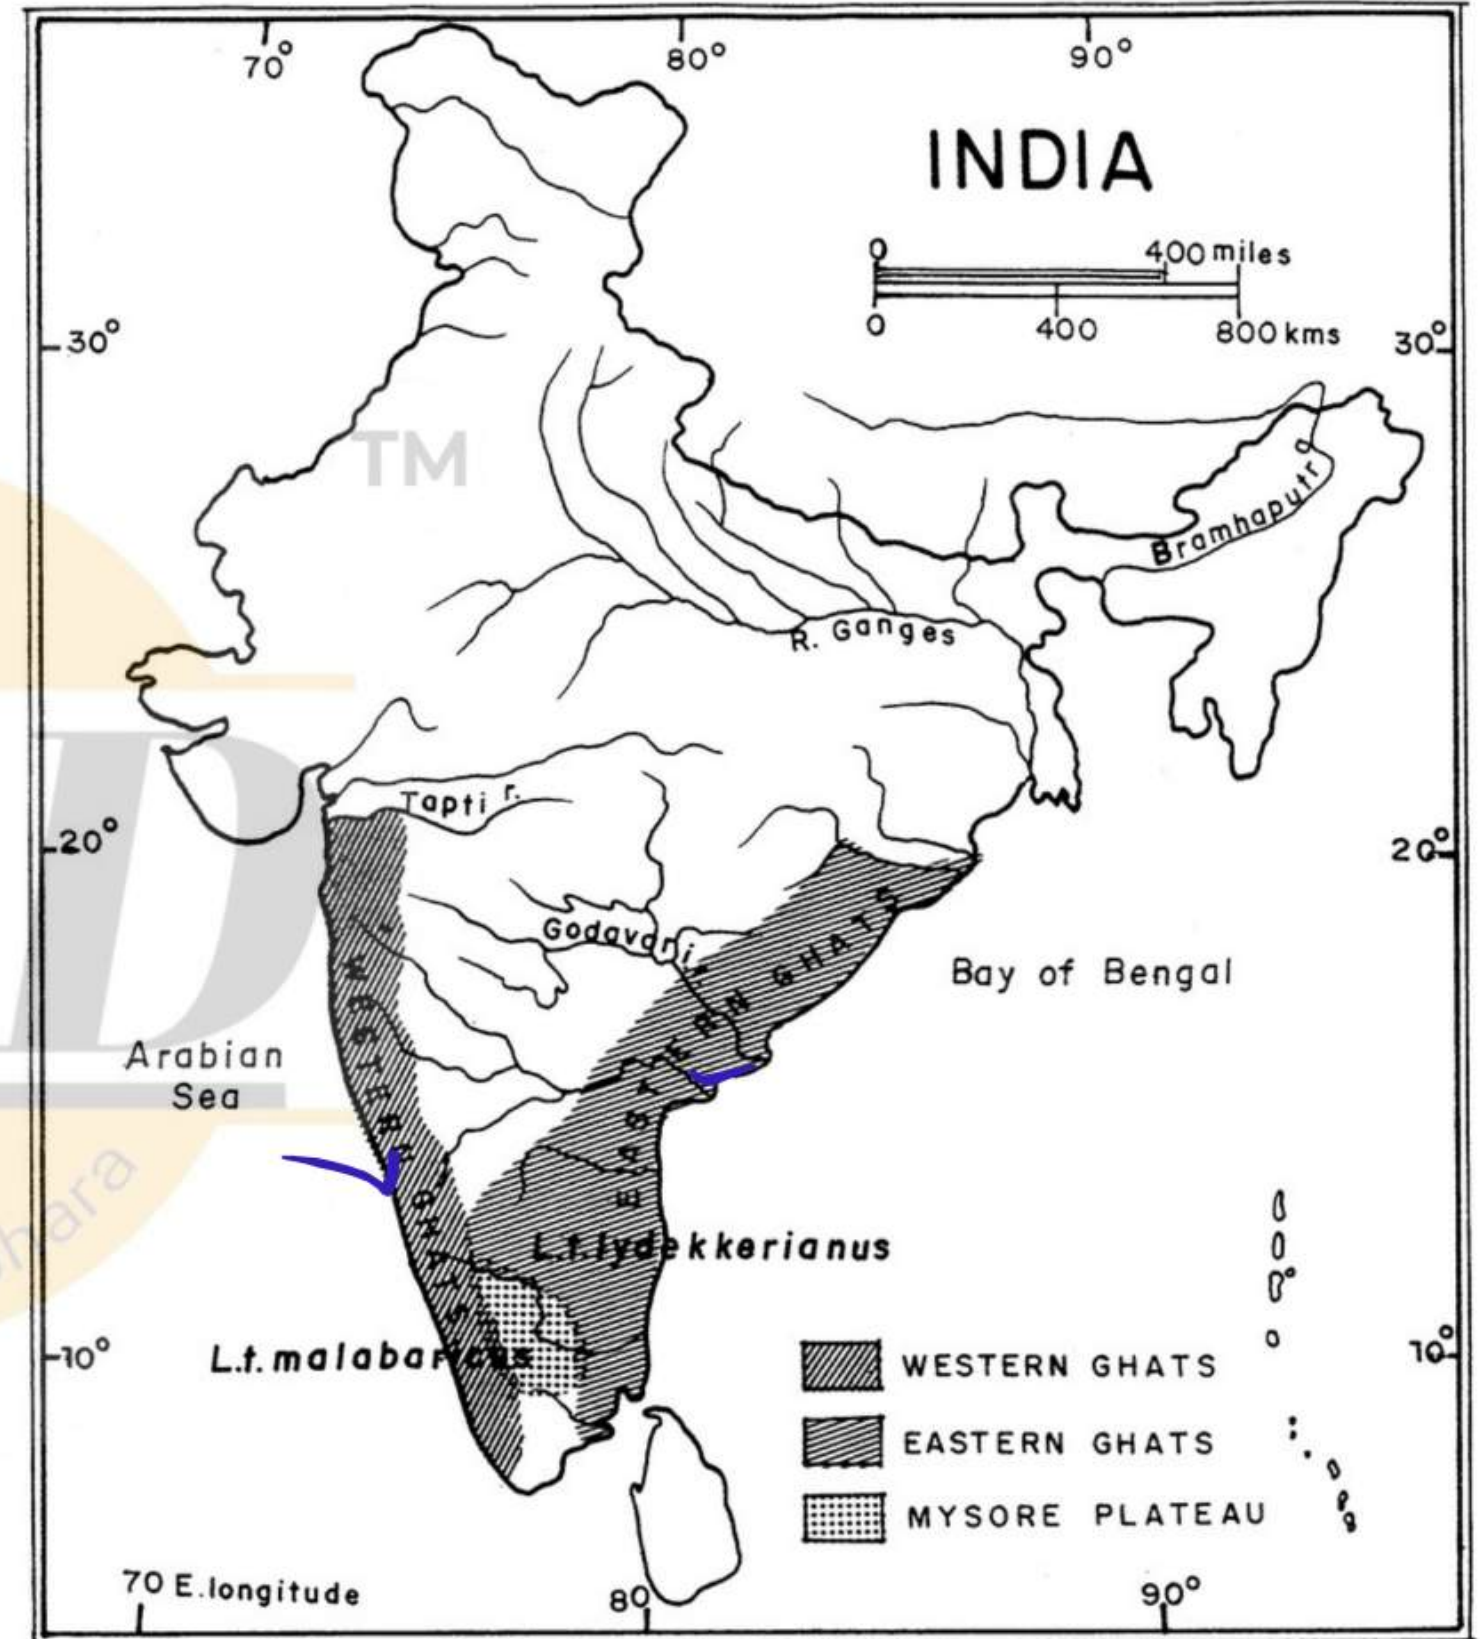 70° 80° 90°
INDIA
0 400 miles
0 400 800 kms
30° 30°
TM
Bramhaputra
R. Ganges
Tapti r.
20° 20°
Godavari r.
WESTERN GHATS
EASTERN GHATS
Bay of Bengal
Arabian
Sea
hara
L.t.lydekkerianus
L.t.malabaricus
10° 10°
WESTERN GHATS
EASTERN GHATS
MYSORE PLATEAU
70 E.longitude 80 90°